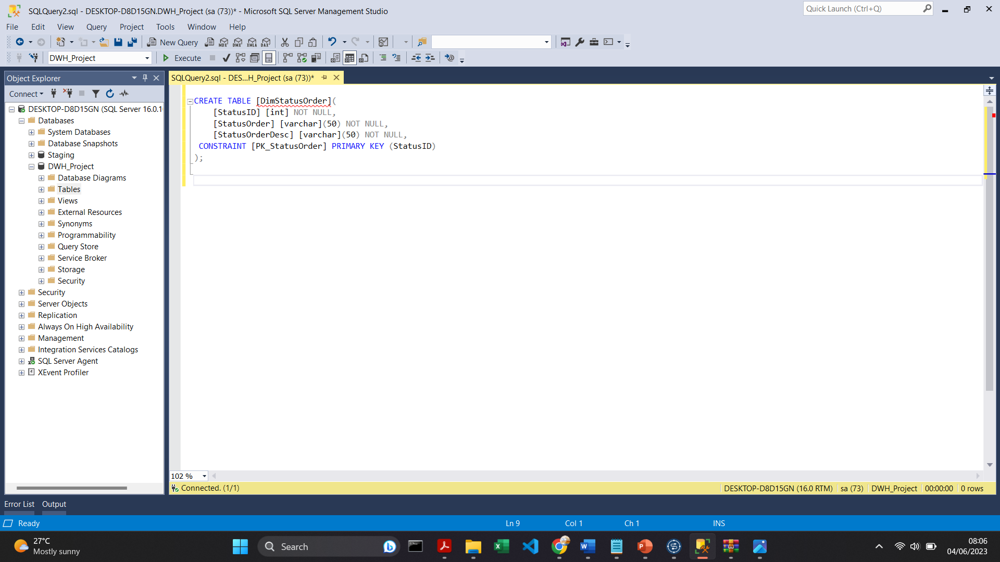 SQLQuery2.sql - DESKTOP-D8D15GN.DWH_Project (sa (73))* - Microsoft SQL Server Management Studio
Quick Launch (Ctrl+Q)
File Edit View Query Project Tools Window Help
New Query MDX DMX XMLA DAX
DWH_Project Execute
Object Explorer
SQLQuery2.sql - DES...H_Project (sa (73))*
Connect
DESKTOP-D8D15GN (SQL Server 16.0.1
Databases
System Databases
Database Snapshots
Staging
DWH_Project
Database Diagrams
Tables
Views
External Resources
Synonyms
Programmability
Query Store
Service Broker
Storage
Security
Security
Server Objects
Replication
Always On High Availability
Management
Integration Services Catalogs
SQL Server Agent
XEvent Profiler
CREATE TABLE [DimStatusOrder](
[StatusID] [int] NOT NULL,
[StatusOrder] [varchar](50) NOT NULL,
[StatusOrderDesc] [varchar](50) NOT NULL,
CONSTRAINT [PK_StatusOrder] PRIMARY KEY (StatusID)
);
102 %
Connected. (1/1) DESKTOP-D8D15GN (16.0 RTM) sa (73) DWH_Project 00:00:00 0 rows
Error List Output
Ready Ln 9 Col 1 Ch 1 INS
27°C
Mostly sunny
Search
08:06
04/06/2023